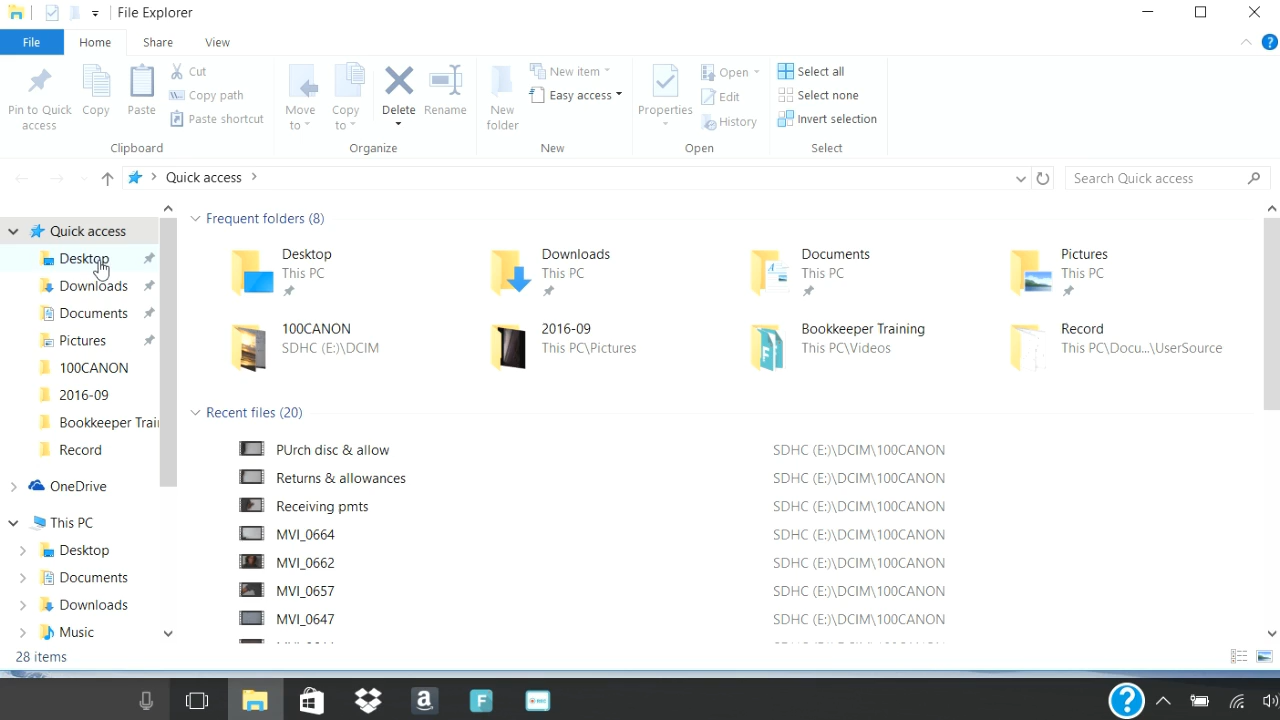 File Explorer
File Home Share View
Pin to Quick access
Copy
Paste
Cut
Copy path
Paste shortcut
Clipboard
Move to
Copy to
Delete
Rename
Organize
New folder
New item
Easy access
New
Properties
Open
Edit
History
Open
Select all
Select none
Invert selection
Select
Quick access
Search Quick access
Quick access
Desktop
Downloads
Documents
Pictures
100CANON
2016-09
Bookkeeper Trai
Record
OneDrive
This PC
Desktop
Documents
Downloads
Music
Frequent folders (8)
Desktop
This PC
Downloads
This PC
Documents
This PC
Pictures
This PC
100CANON
SDHC (E:)\DCIM
2016-09
This PC\Pictures
Bookkeeper Training
This PC\Videos
Record
This PC\Docu...\UserSource
Recent files (20)
PUrch disc & allow SDHC (E:)\DCIM\100CANON
Returns & allowances SDHC (E:)\DCIM\100CANON
Receiving pmts SDHC (E:)\DCIM\100CANON
MVI_0664 SDHC (E:)\DCIM\100CANON
MVI_0662 SDHC (E:)\DCIM\100CANON
MVI_0657 SDHC (E:)\DCIM\100CANON
MVI_0647 SDHC (E:)\DCIM\100CANON
28 items